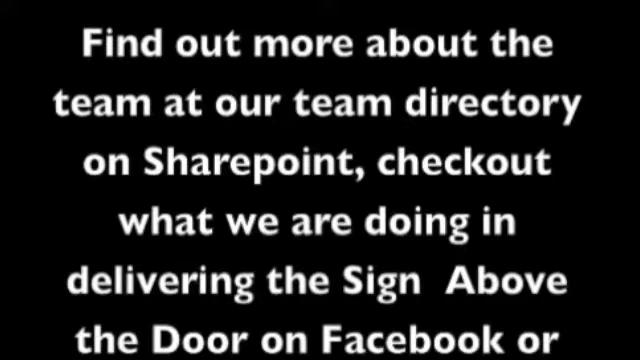 Find out more about the
team at our team directory
on Sharepoint, checkout
what we are doing in
delivering the Sign  Above
the Door on Facebook or